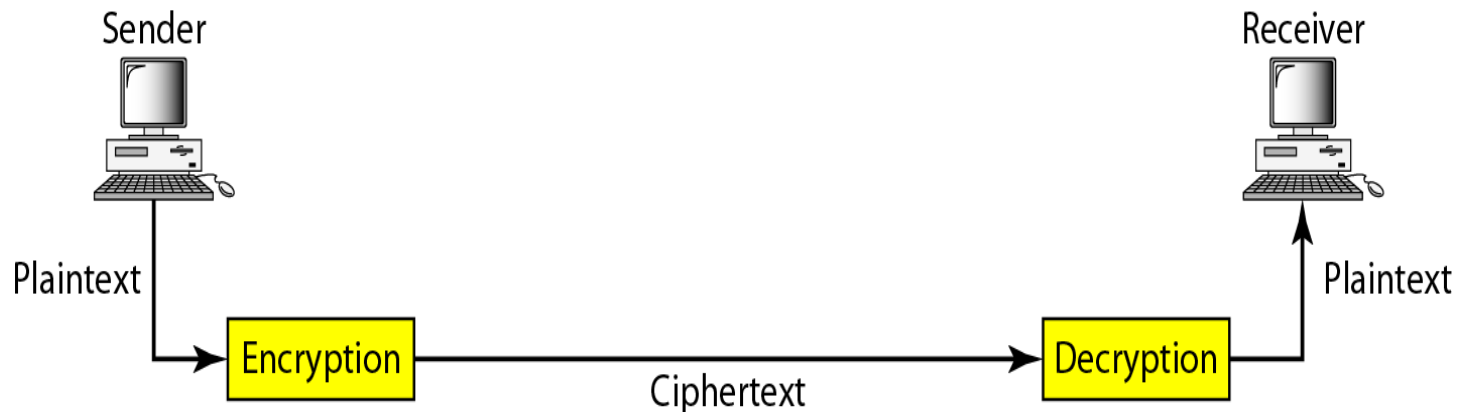 Sender
Receiver
Plaintext
Plaintext
Encryption
Decryption
Ciphertext